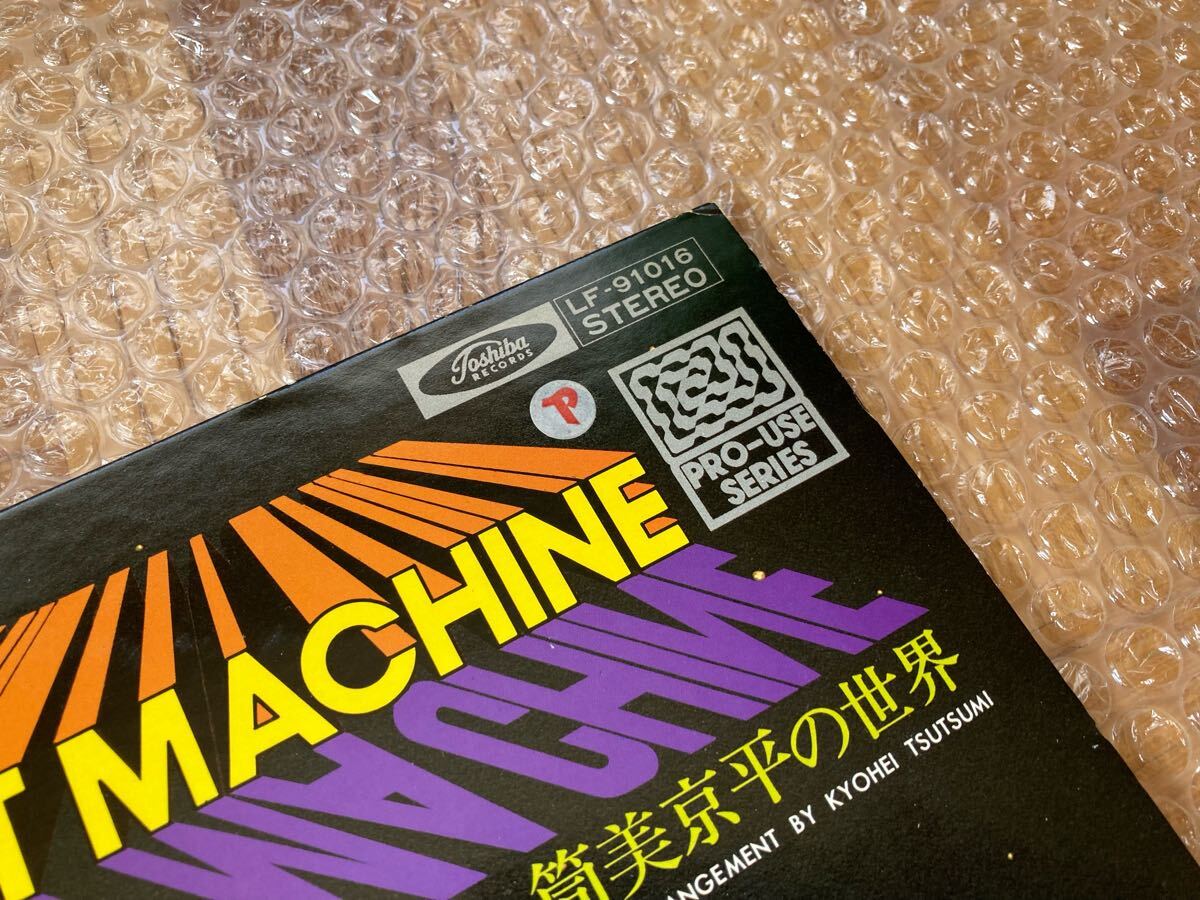 LF-91016
STEREO
Toshiba
RECORDS
P
PRO-USE
SERIES
T MACHINE
筒美京平の世界
ANGEMENT BY KYOHEI TSUTSUMI